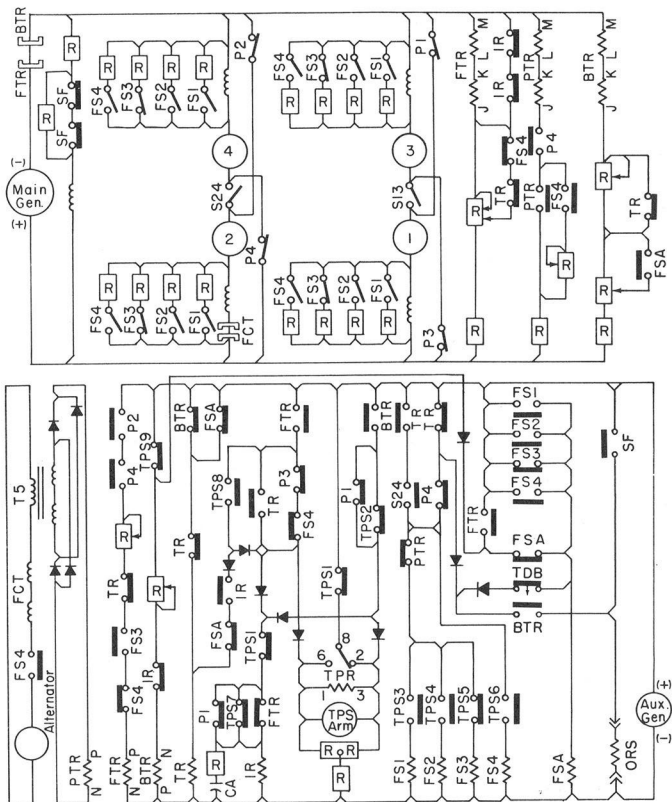 BTR
FTR
R
R
SF
SF
(-)
Main
Gen.
(+)
FS4
FS3
FS2
FS1
R
R
R
R
P2
4
S24
2
P4
R
R
R
R
FS4
FS3
FS2
FS1
FCT
FS4
FS3
FS2
FS1
R
R
R
R
P1
3
S13
1
R
R
R
R
FS4
FS3
FS2
FS1
P3
FTR
M
L
K
J
R
R
IR
IR
FS4
TR
PTR
M
L
K
J
P4
PTR
FS4
R
R
BTR
M
L
K
J
R
TR
FSA
R
R
T5
FCT
FS4
Alternator
PTR
P
N
P2
P4
R
TR
FS3
FS4
FTR
P
N
TPS9
R
IR
BTR
N
P
BTR
TR
TR
FSA
TPS8
TR
IR
FSA
TPS1
P1
TPS7
FTR
R
CA
IR
FTR
P3
FS4
TPS1
8
6
2
TPR
1
3
TPS
Arm
R
R
R
BTR
P1
TPS2
TR
TR
S24
P4
PTR
TPS3
TPS4
TPS5
TPS6
FS1
FS2
FS3
FS4
FS1
FS2
FS3
FS4
FTR
FSA
TDB
BTR
FSA
SF
(+)
Aux.
Gen
(-)
ORS